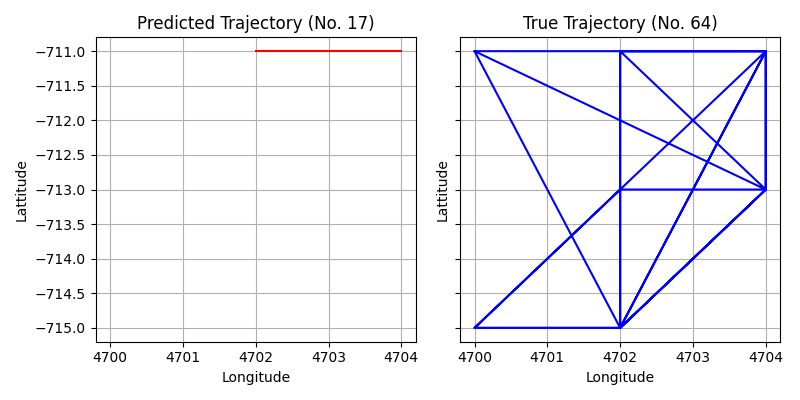 Predicted Trajectory (No. 17)
True Trajectory (No. 64)
−711.0
−711.5
−712.0
−712.5
−713.0
−713.5
−714.0
−714.5
−715.0
Lattitude
Lattitude
4700 4701 4702 4703 4704
4700 4701 4702 4703 4704
Longitude
Longitude